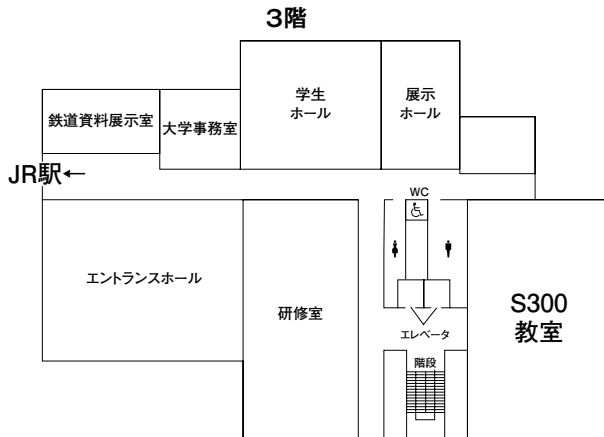 3階
学生
ホール
展示
ホール
鉄道資料展示室
大学事務室
JR駅←
WC
エントランスホール
研修室
S300
教室
エレベータ
階段